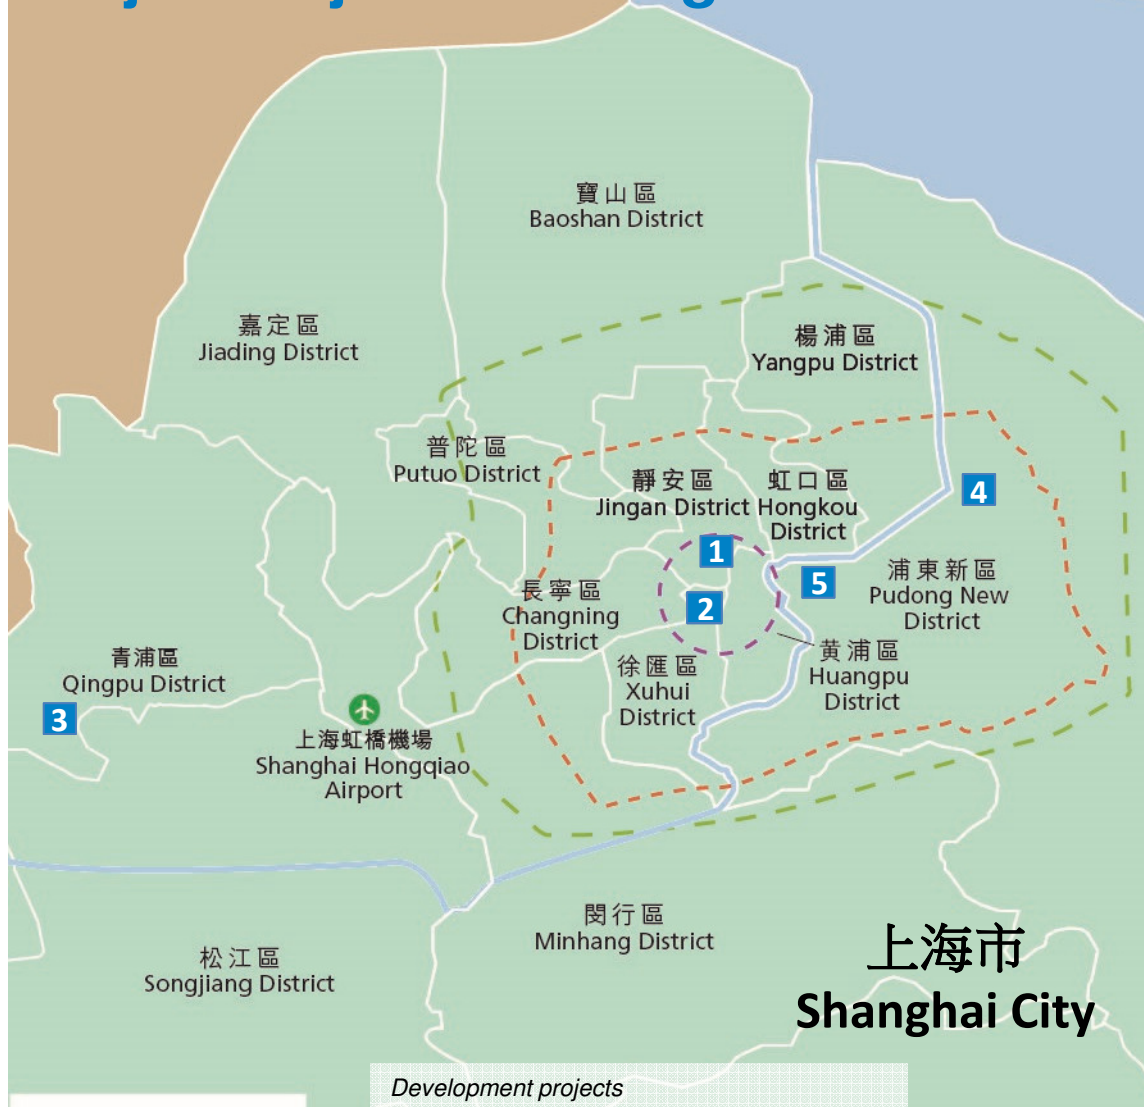 寶山區
Baoshan District
嘉定區
Jiading District
楊浦區
Yangpu District
普陀區
Putuo District
靜安區
Jingan District
虹口區
Hongkou
District
4
1
5
浦東新區
Pudong New
District
長寧區
Changning
District
2
黄浦區
Huangpu
District
徐匯區
Xuhui
District
青浦區
Qingpu District
3
上海虹橋機場
Shanghai Hongqiao
Airport
閔行區
Minhang District
松江區
Songjiang District
上海市
Shanghai City
Development projects